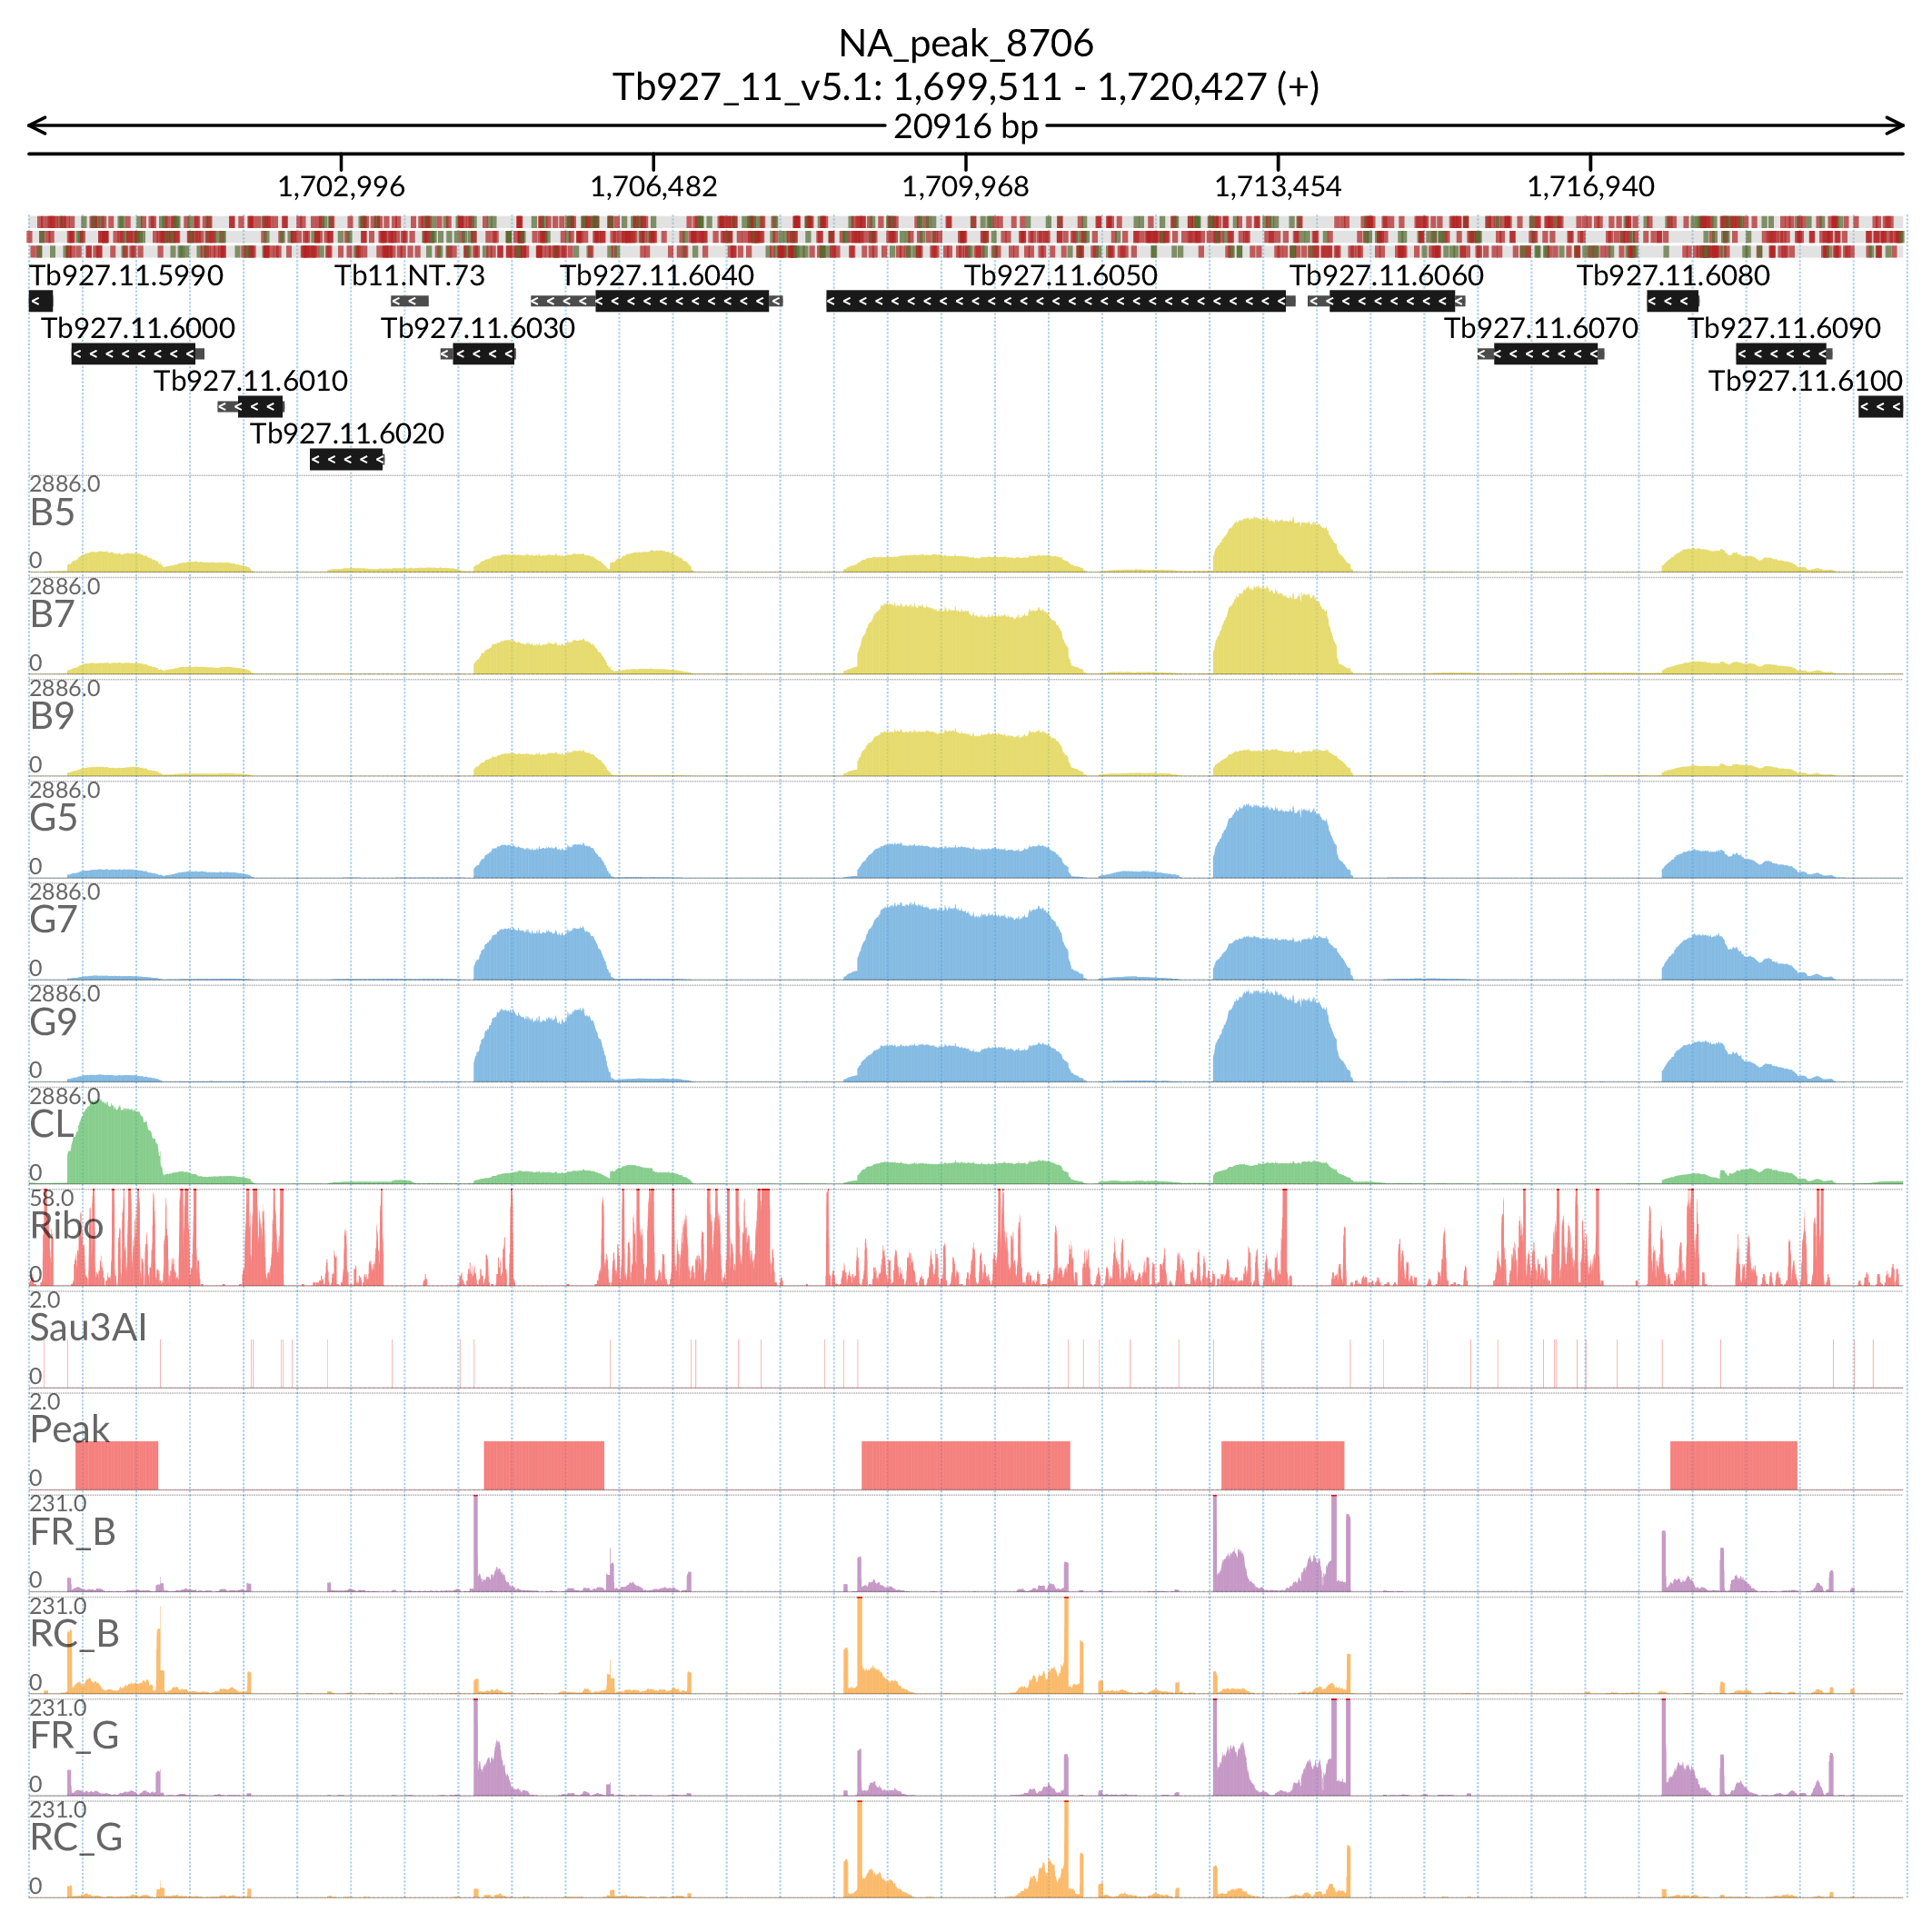 NA_peak_8706
Tb927_11_v5.1: 1,699,511 - 1,720,427 (+)
20916 bp
1,702,996 1,706,482 1,709,968 1,713,454 1,716,940
Tb927.11.5990 Tb11.NT.73 Tb927.11.6040 Tb927.11.6050 Tb927.11.6060 Tb927.11.6080
Tb927.11.6000 Tb927.11.6030 Tb927.11.6070 Tb927.11.6090
Tb927.11.6010 Tb927.11.6100
Tb927.11.6020
2886.0
B5
0
2886.0
B7
0
2886.0
B9
0
2886.0
G5
0
2886.0
G7
0
2886.0
G9
0
2886.0
CL
0
58.0
Ribo
0
2.0
Sau3AI
0
2.0
Peak
0
231.0
FR_B
0
231.0
RC_B
0
231.0
FR_G
0
231.0
RC_G
0